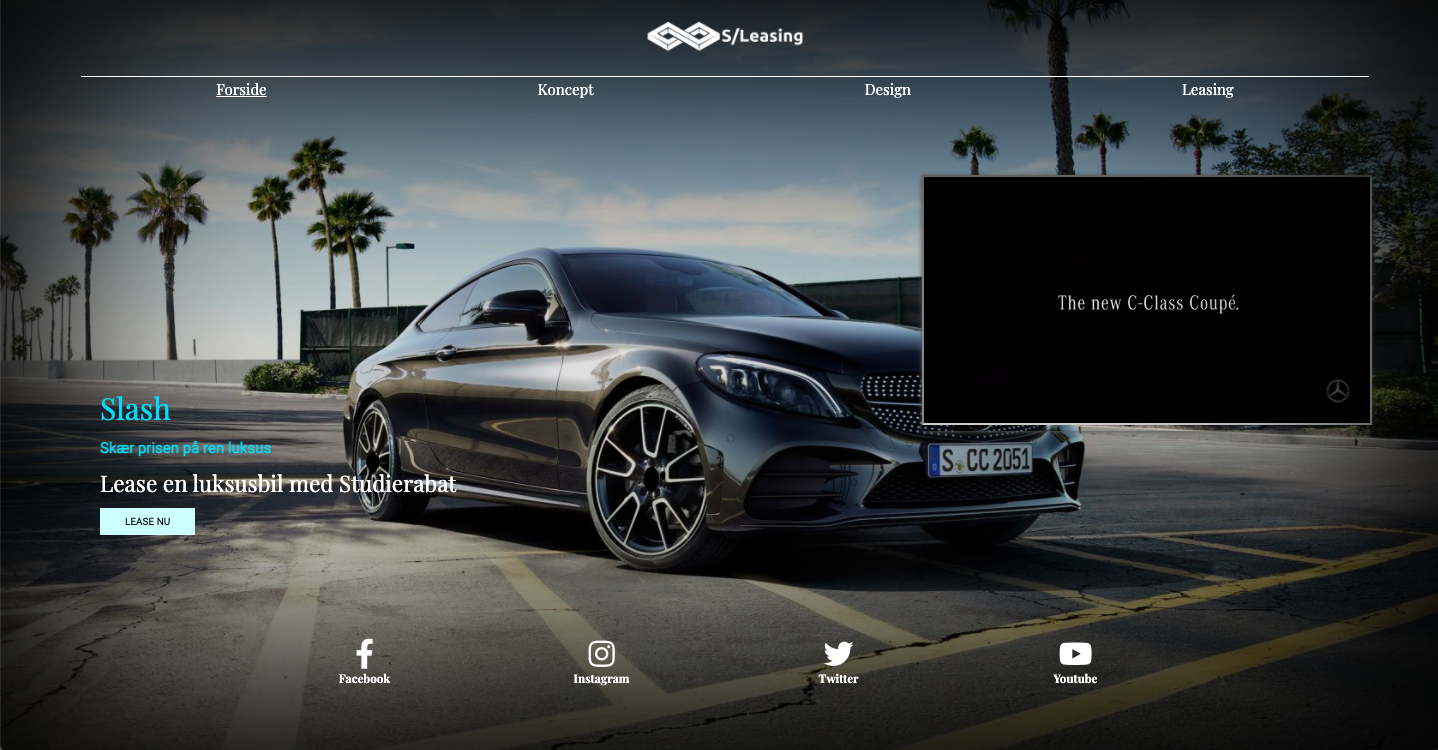 S/Leasing
Forside
Koncept
Design
Leasing
The new C-Class Coupé.
Slash
Skær prisen på ren luksus
Lease en luksusbil med Studierabat
LEASE NU
D S CC 2051
Facebook
Instagram
Twitter
Youtube